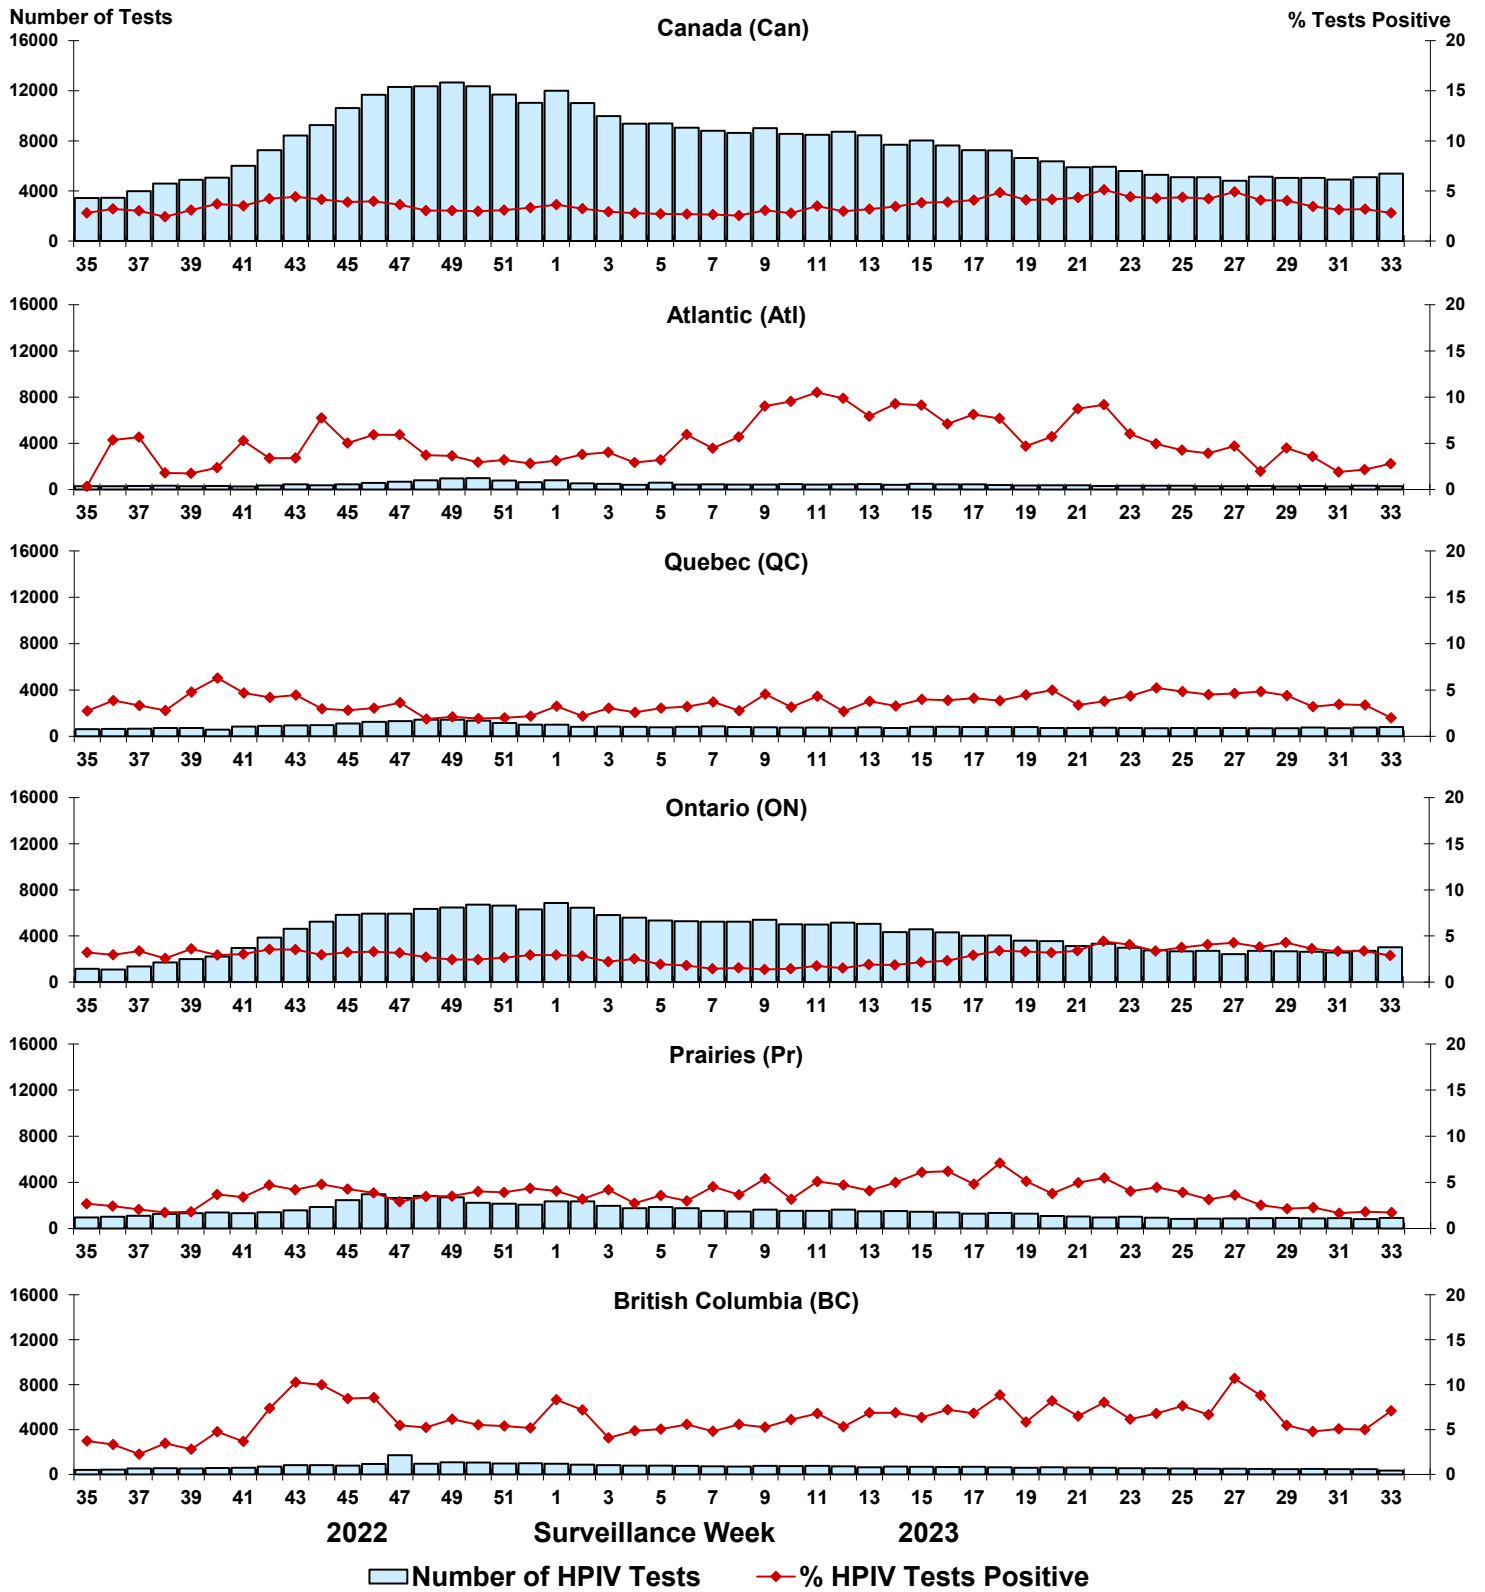 Number of Tests
% Tests Positive
Canada (Can)
16000 20
12000 15
8000 10
4000 5
0 0
35 37 39 41 43 45 47 49 51 1 3 5 7 9 11 13 15 17 19 21 23 25 27 29 31 33
Atlantic (Atl)
16000 20
12000 15
8000 10
4000 5
0 0
35 37 39 41 43 45 47 49 51 1 3 5 7 9 11 13 15 17 19 21 23 25 27 29 31 33
Quebec (QC)
16000 20
12000 15
8000 10
4000 5
0 0
35 37 39 41 43 45 47 49 51 1 3 5 7 9 11 13 15 17 19 21 23 25 27 29 31 33
Ontario (ON)
16000 20
12000 15
8000 10
4000 5
0 0
35 37 39 41 43 45 47 49 51 1 3 5 7 9 11 13 15 17 19 21 23 25 27 29 31 33
Prairies (Pr)
16000 20
12000 15
8000 10
4000 5
0 0
35 37 39 41 43 45 47 49 51 1 3 5 7 9 11 13 15 17 19 21 23 25 27 29 31 33
British Columbia (BC)
16000 20
12000 15
8000 10
4000 5
0 0
35 37 39 41 43 45 47 49 51 1 3 5 7 9 11 13 15 17 19 21 23 25 27 29 31 33
2022 Surveillance Week 2023
Number of HPIV Tests % HPIV Tests Positive